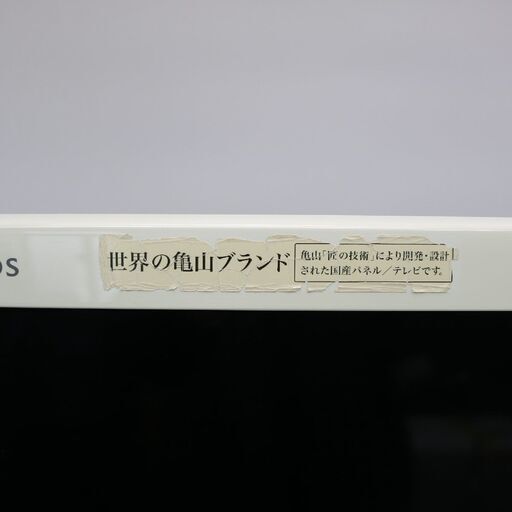 OS
世界の亀山ブランド
亀山「匠の技術」により開発・設計
された国産パネル／テレビです。